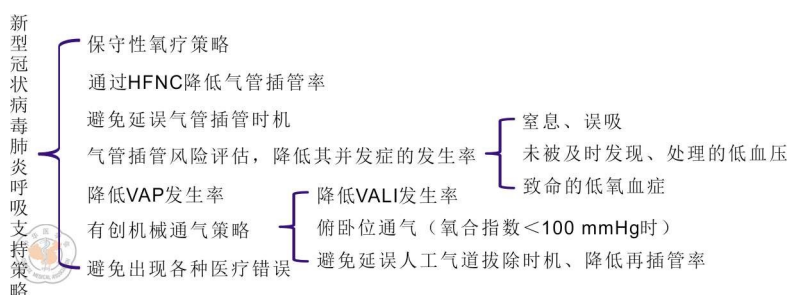 新型冠状病毒肺炎呼吸支持策略
保守性氧疗策略
通过HFNC降低气管插管率
避免延误气管插管时机
气管插管风险评估，降低其并发症的发生率
窒息、误吸
未被及时发现、处理的低血压
致命的低氧血症
降低VAP发生率
有创机械通气策略
降低VALI发生率
俯卧位通气（氧合指数＜100 mmHg时）
避免延误人工气道拔除时机、降低再插管率
避免出现各种医疗错误